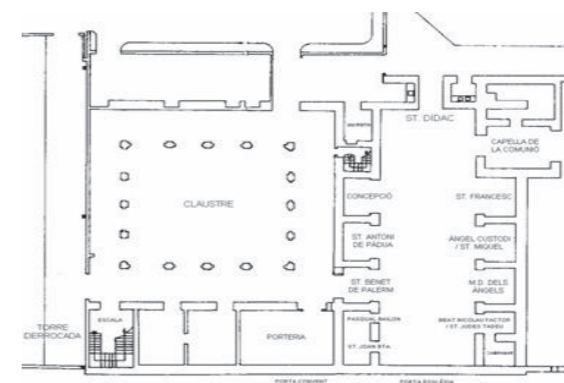 ST. DÍDAC
CAPELLA DE
LA COMUNIÓ
CONCEPCIÓ
ST. FRANCESC
CLAUSTRE
ST. ANTONI
DE PÀDUA
ÀNGEL CUSTODI
/ ST. MIQUEL
ST. BENET
DE PALERM
M.D. DELS
ÀNGELS
ESCALA
PASQUAL BAILON
BEAT NICOLAU FACTOR
/ ST. JUDES TADEU
TORRE
DERROCADA
PORTERIA
ST. JOAN BTA.
PORTA CONVENT
PORTA ESGLÉSIA